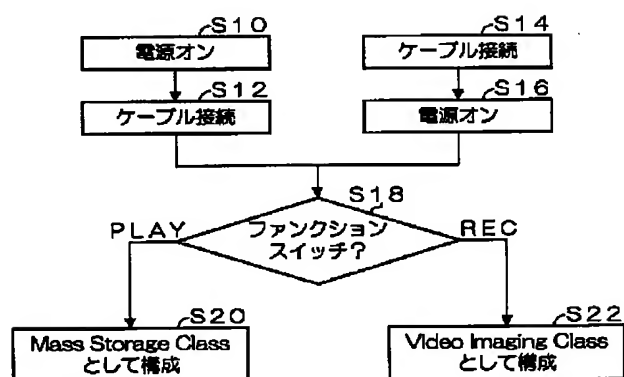 S10
電源オン
S12
ケーブル接続
S14
ケーブル接続
S16
電源オン
S18
ファンクション
スイッチ?
PLAY
REC
S20
Mass Storage Class
として構成
S22
Video Imaging Class
として構成